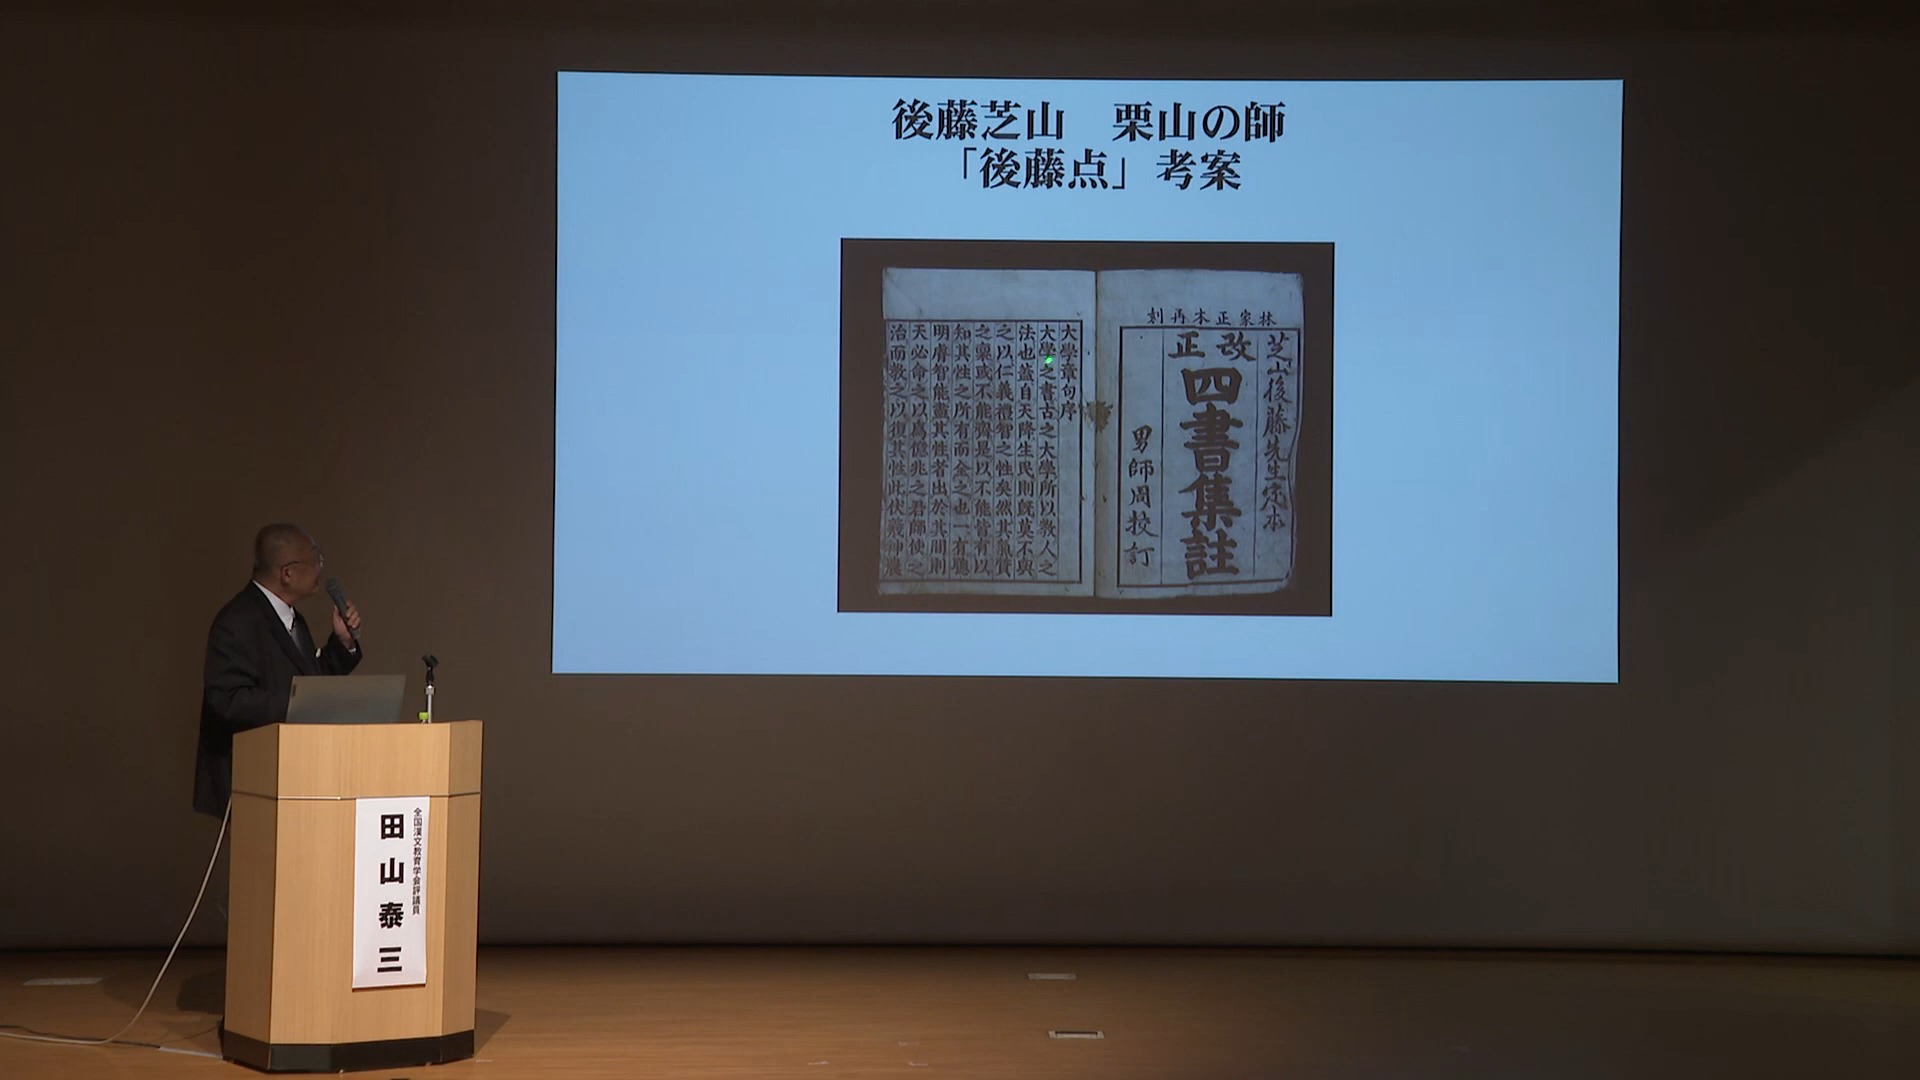 後藤芝山　栗山の師
「後藤点」考案
林家正本再刻
芝山後藤先生定本
改正
四書集註
男師周校訂
大學章句序
大學之書古之大學所以教人之
法也蓋自天降生民則既莫不與
之以仁義禮智之性矣然其氣質
之稟或不能齊是以不能皆有以
知其性之所有而全之也一有聰
明睿智能盡其性者出於其間則
天必命之以爲億兆之君師使之
治而教之以復其性此伏羲神農
全国漢文教育学会評議員
田山泰三